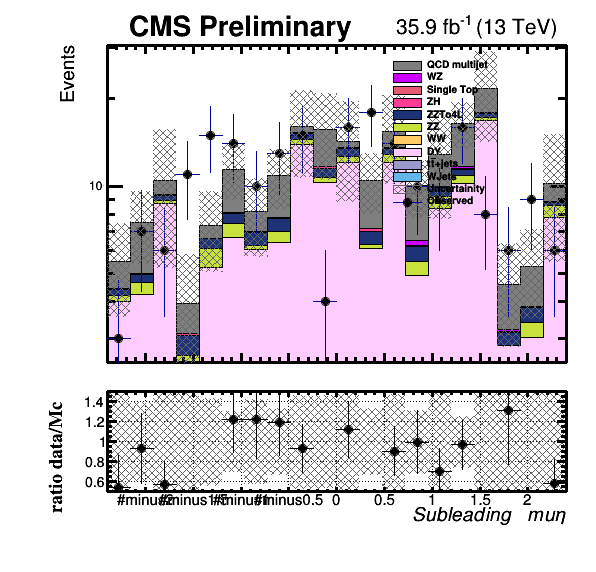 CMS Preliminary 35.9 fb⁻¹ (13 TeV)
Events
10
QCD multijet
WZ
Single Top
ZH
ZZTo4L
ZZ
WW
DY
tt+jets
WJets
Uncertainity
Observed
ratio data/Mc
1.4
1.2
1
0.8
0.6
#minus2 #minus1.5 #minus1 #minus0.5 0 0.5 1 1.5 2
Subleading muη